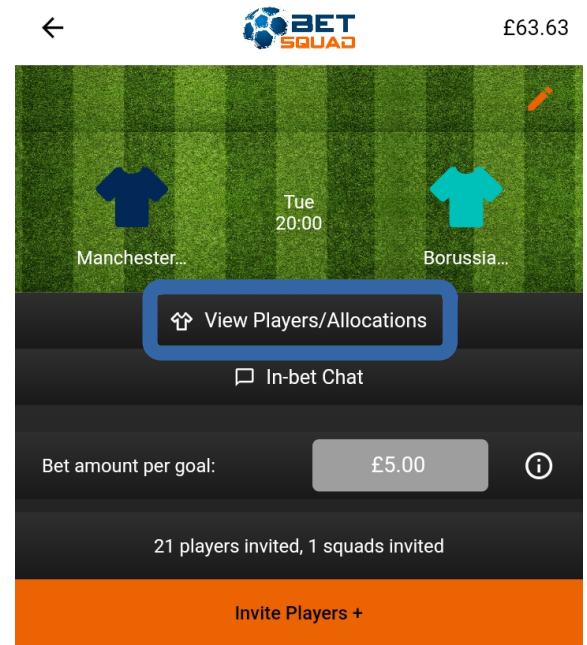 BET
SQUAD
£63.63
Tue
20:00
Manchester...
Borussia...
View Players/Allocations
In-bet Chat
Bet amount per goal:
£5.00
21 players invited, 1 squads invited
Invite Players +